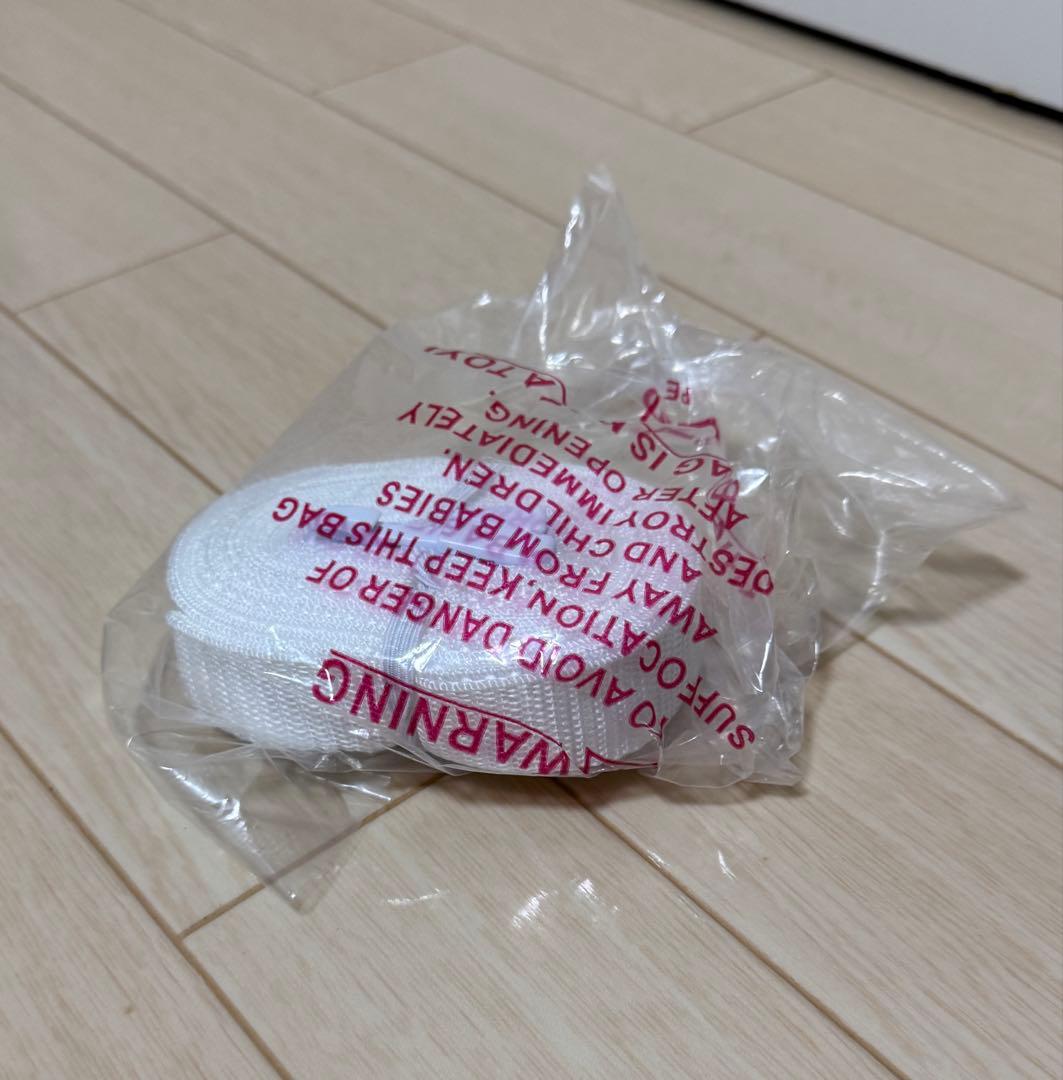 WARNING
TO AVOID DANGER OF
SUFFOCATION, KEEP THIS BAG
AWAY FROM BABIES
AND CHILDREN.
DESTROY IMMEDIATELY
AFTER OPENING.
BAG IS
A TOY!
PE